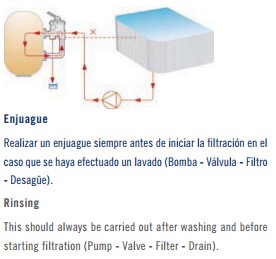 Enjuague
Realizar un enjuague siempre antes de iniciar la filtración en el
caso que se haya efectuado un lavado (Bomba - Válvula - Filtro
- Desagüe).
Rinsing
This should always be carried out after washing and before
starting filtration (Pump - Valve - Filter - Drain).